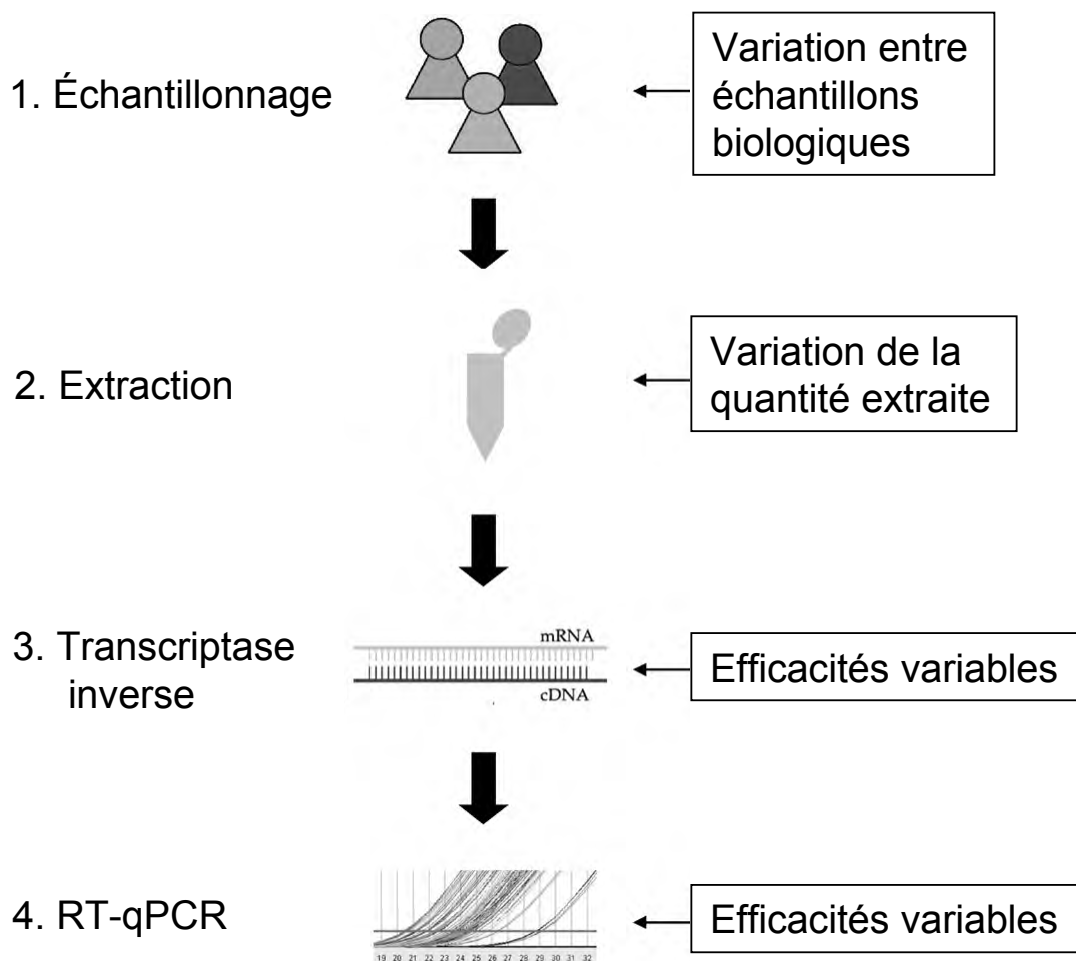 1. Échantillonnage
Variation entre
échantillons
biologiques
2. Extraction
Variation de la
quantité extraite
3. Transcriptase
inverse
mRNA
cDNA
Efficacités variables
4. RT-qPCR
19 20 21 22 23 24 25 26 27 28 29 30 31 32
Efficacités variables